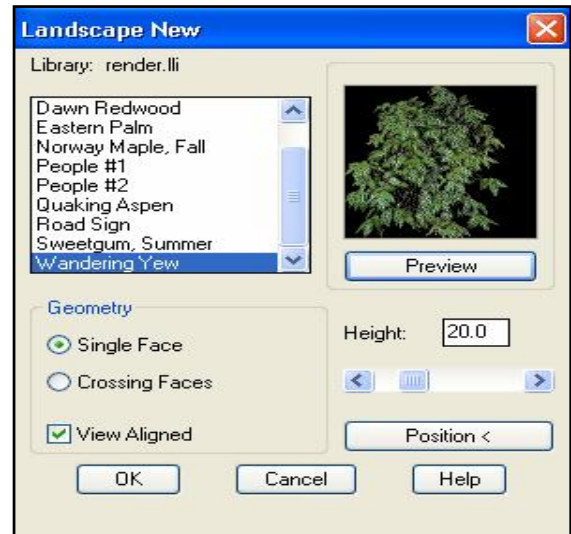 Landscape New
Library: render.lli
Dawn Redwood
Eastern Palm
Norway Maple, Fall
People #1
People #2
Quaking Aspen
Road Sign
Sweetgum, Summer
Wandering Yew
Preview
Geometry
Single Face
Crossing Faces
View Aligned
Height: 20.0
Position <
OK Cancel Help